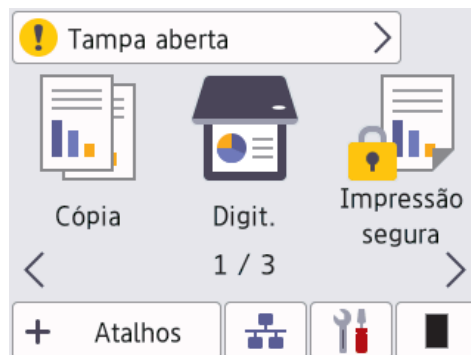 Tampa aberta
Cópia
Digit.
Impressão
segura
1 / 3
Atalhos